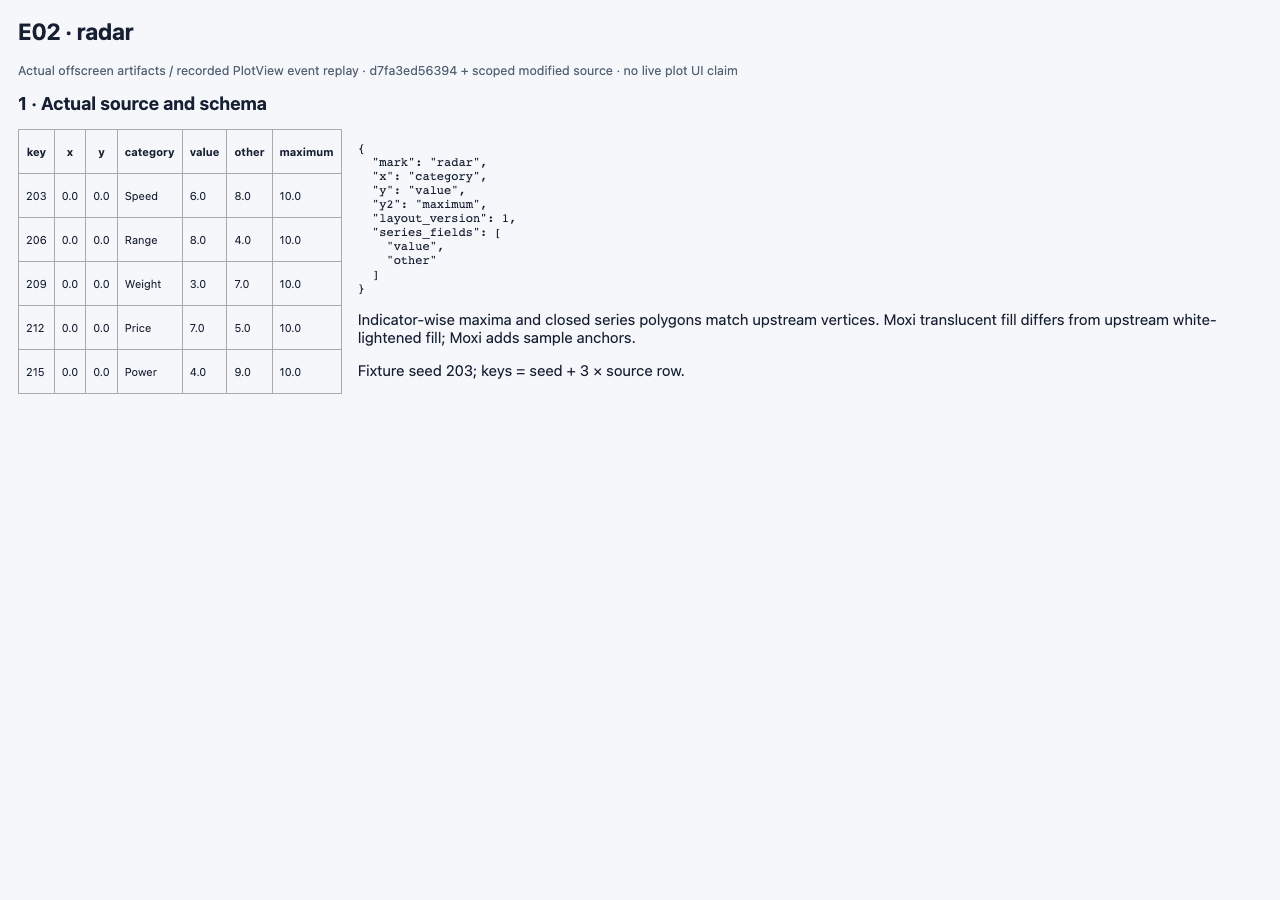 E02 · radar
Actual offscreen artifacts / recorded PlotView event replay · d7fa3ed56394 + scoped modified source · no live plot UI claim
1 · Actual source and schema
key x y category value other maximum
203 0.0 0.0 Speed 6.0 8.0 10.0
206 0.0 0.0 Range 8.0 4.0 10.0
209 0.0 0.0 Weight 3.0 7.0 10.0
212 0.0 0.0 Price 7.0 5.0 10.0
215 0.0 0.0 Power 4.0 9.0 10.0
{
  "mark": "radar",
  "x": "category",
  "y": "value",
  "y2": "maximum",
  "layout_version": 1,
  "series_fields": [
    "value",
    "other"
  ]
}
Indicator-wise maxima and closed series polygons match upstream vertices. Moxi translucent fill differs from upstream white-
lightened fill; Moxi adds sample anchors.
Fixture seed 203; keys = seed + 3 × source row.